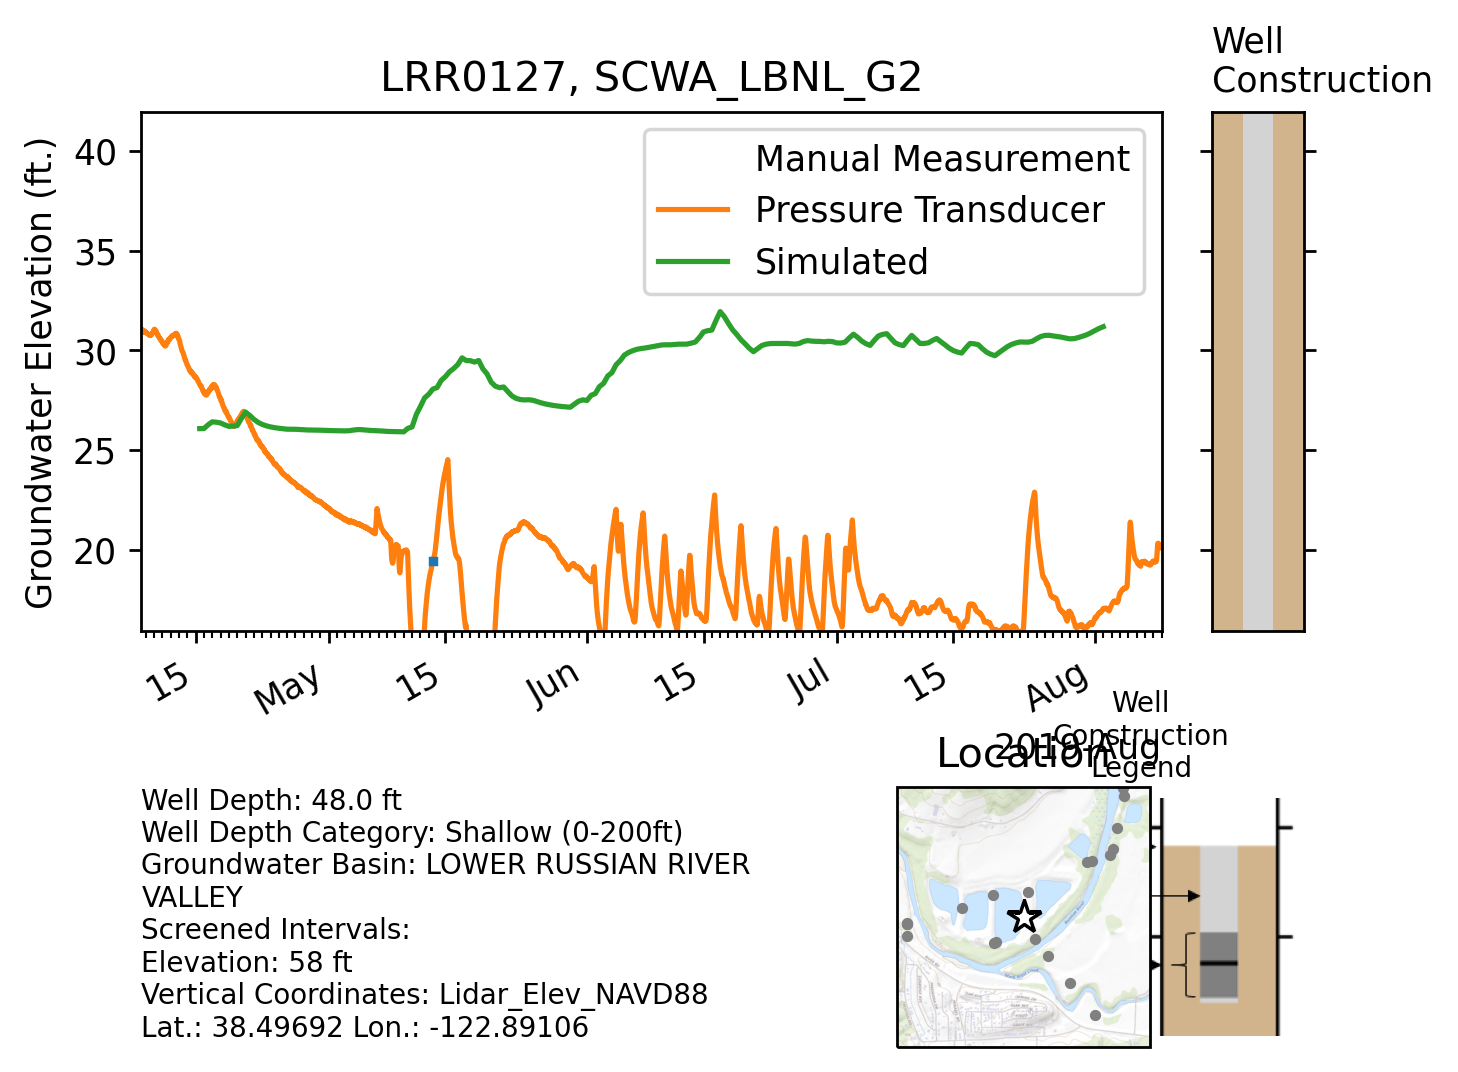 Well
Construction
LRR0127, SCWA_LBNL_G2
Groundwater Elevation (ft.)
40
35
30
25
20
Manual Measurement
Pressure Transducer
Simulated
15
May
15
Jun
15
Jul
15
Aug
2019-Aug
Location
Well
Construction
Legend
Well Depth: 48.0 ft
Well Depth Category: Shallow (0-200ft)
Groundwater Basin: LOWER RUSSIAN RIVER
VALLEY
Screened Intervals:
Elevation: 58 ft
Vertical Coordinates: Lidar_Elev_NAVD88
Lat.: 38.49692 Lon.: -122.89106